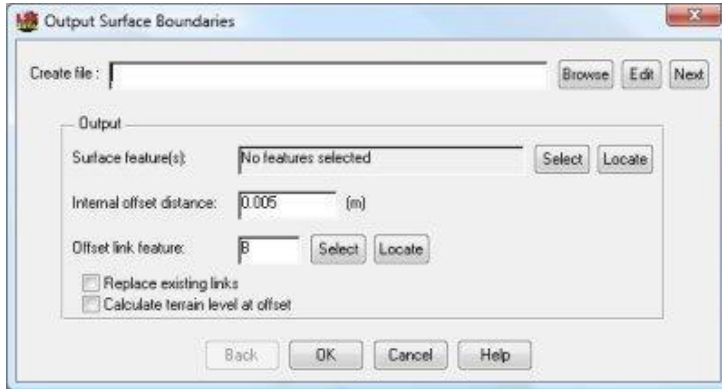 Output Surface Boundaries
Create file : Browse Edit Next
Output
Surface feature(s): No features selected Select Locate
Internal offset distance: 0.005 (m)
Offset link feature: B Select Locate
Replace existing links
Calculate terrain level at offset
Back OK Cancel Help